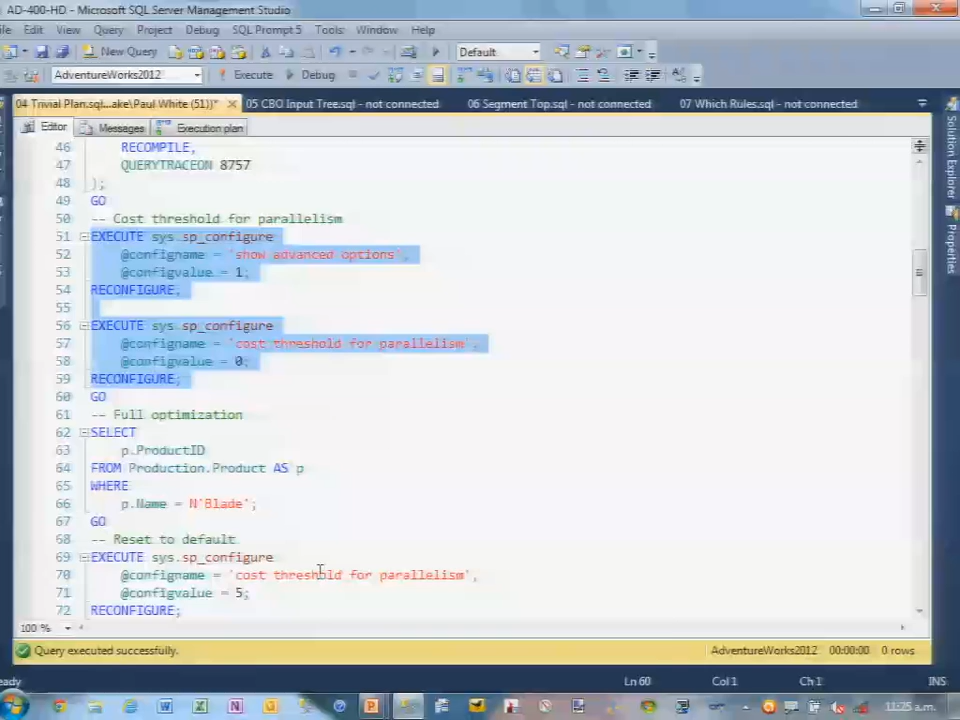 AD-400-HD - Microsoft SQL Server Management Studio
Edit View Query Project Debug SQL Prompt 5 Tools Window Help
New Query Default
AdventureWorks2012 Execute Debug
04 Trivial Plan.sql...ake\Paul White (51))* 05 CBO Input Tree.sql - not connected 06 Segment Top.sql - not connected 07 Which Rules.sql - not connected
Editor Messages Execution plan
46 RECOMPILE,
47 QUERYTRACEON 8757
48 );
49 GO
50 -- Cost threshold for parallelism
51 EXECUTE sys.sp_configure
52 @configname = 'show advanced options',
53 @configvalue = 1;
54 RECONFIGURE;
55
56 EXECUTE sys.sp_configure
57 @configname = 'cost threshold for parallelism',
58 @configvalue = 0;
59 RECONFIGURE;
60 GO
61 -- Full optimization
62 SELECT
63 p.ProductID
64 FROM Production.Product AS p
65 WHERE
66 p.Name = N'Blade';
67 GO
68 -- Reset to default
69 EXECUTE sys.sp_configure
70 @configname = 'cost threshold for parallelism',
71 @configvalue = 5;
72 RECONFIGURE;
100 %
Query executed successfully. AdventureWorks2012 00:00:00 0 rows
eady Ln 60 Col 1 Ch 1 INS
11:25 a.m.
Solution Explorer
Properties